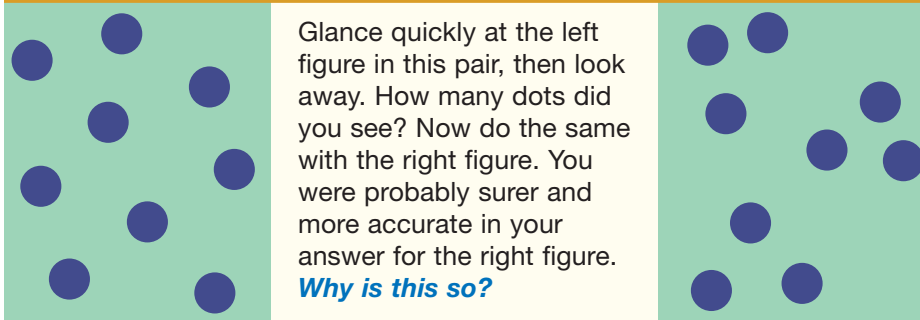 Glance quickly at the left
figure in this pair, then look
away. How many dots did
you see? Now do the same
with the right figure. You
were probably surer and
more accurate in your
answer for the right figure.
Why is this so?